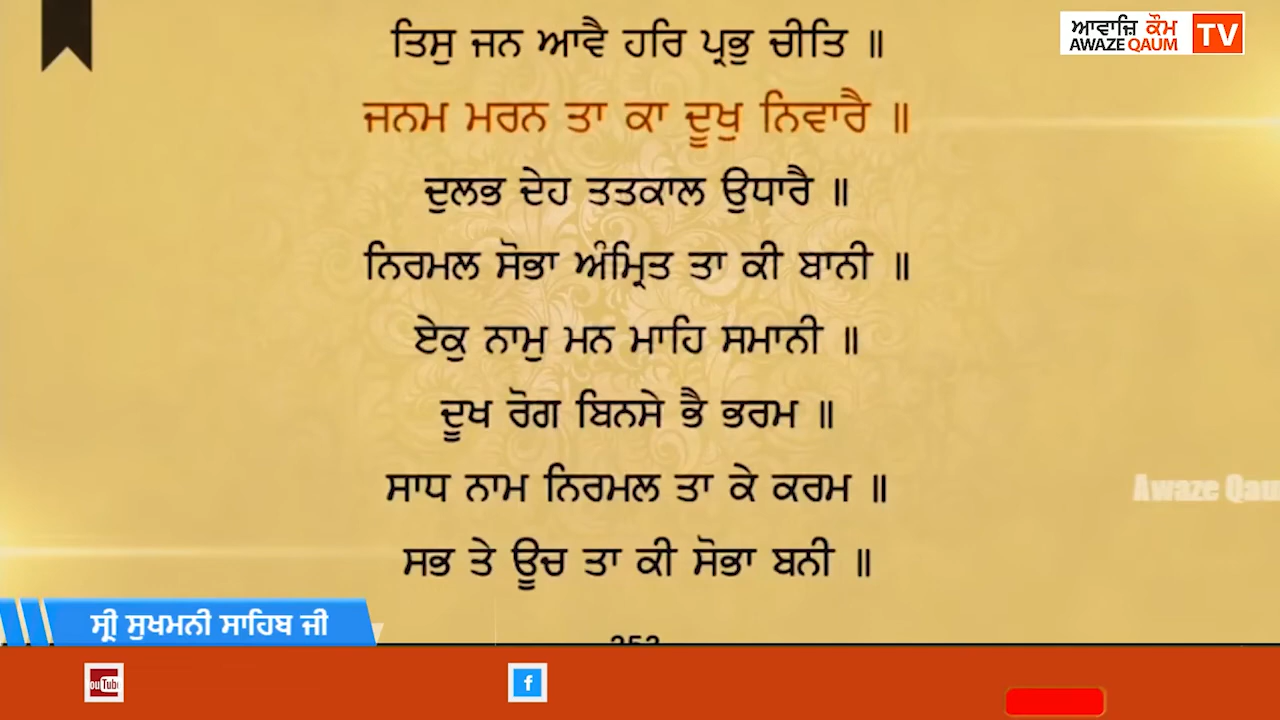 ਤਿਸੁ ਜਨ ਆਵੈ ਹਰਿ ਪ੍ਰਭੁ ਚੀਤਿ ॥
ਜਨਮ ਮਰਨ ਤਾ ਕਾ ਦੂਖੁ ਨਿਵਾਰੈ ॥
ਦੁਲਭ ਦੇਹ ਤਤਕਾਲ ਉਧਾਰੈ ॥
ਨਿਰਮਲ ਸੋਭਾ ਅੰਮ੍ਰਿਤ ਤਾ ਕੀ ਬਾਨੀ ॥
ਏਕੁ ਨਾਮੁ ਮਨ ਮਾਹਿ ਸਮਾਨੀ ॥
ਦੂਖ ਰੋਗ ਬਿਨਸੇ ਭੈ ਭਰਮ ॥
ਸਾਧ ਨਾਮ ਨਿਰਮਲ ਤਾ ਕੇ ਕਰਮ ॥
ਸਭ ਤੇ ਊਚ ਤਾ ਕੀ ਸੋਭਾ ਬਨੀ ॥
ਆਵਾਜ਼ਿ ਕੌਮ
AWAZE QAUM
TV
Awaze Qau
ਸ੍ਰੀ ਸੁਖਮਨੀ ਸਾਹਿਬ ਜੀ
ouTube
f